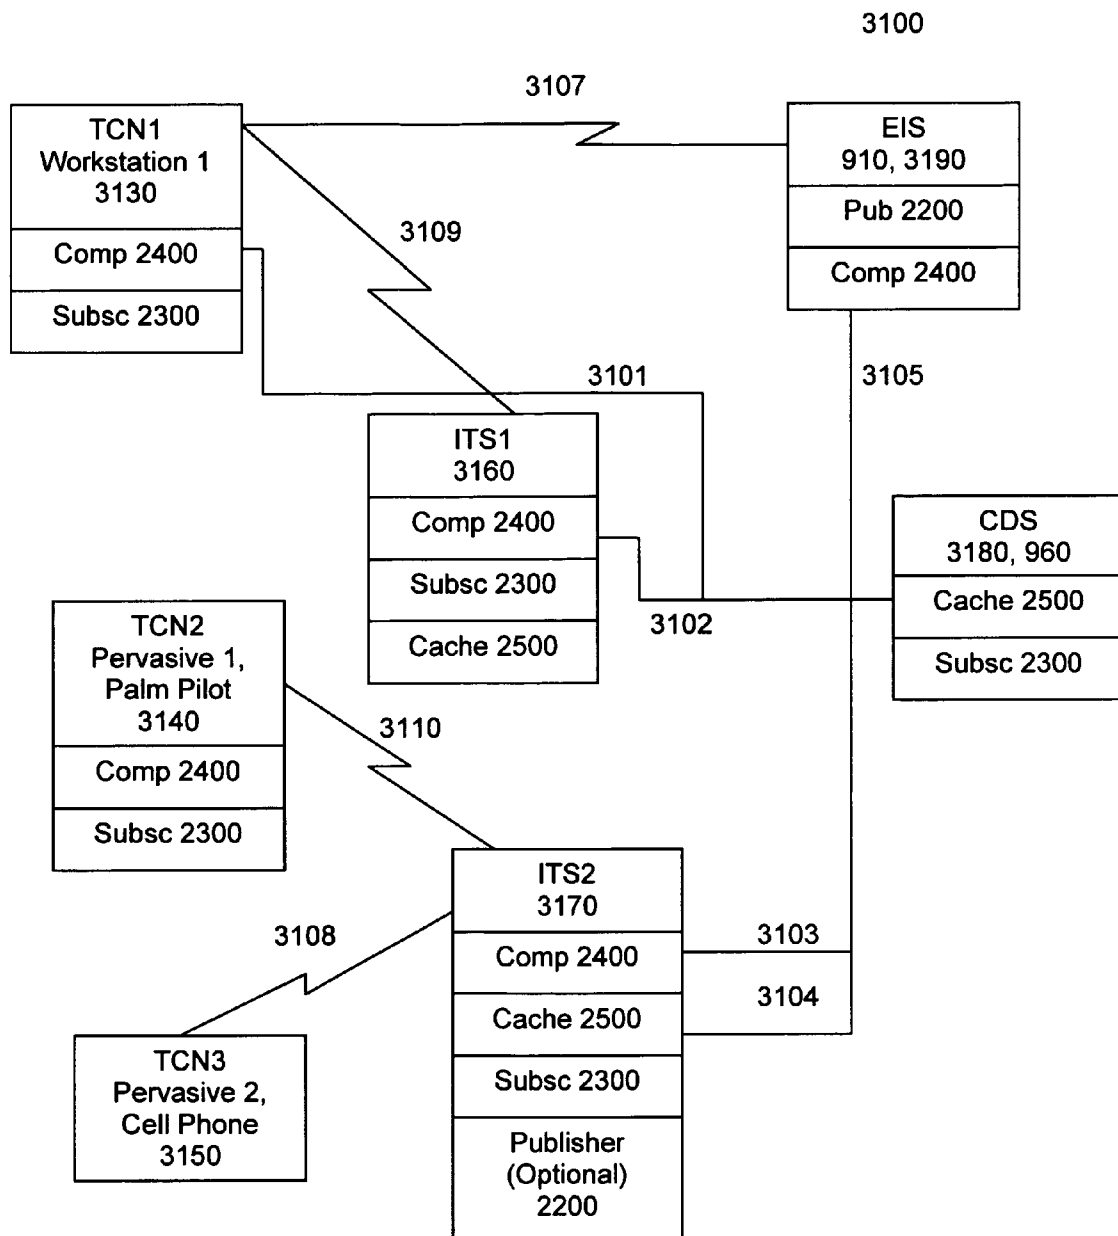 3100
3107
TCN1
Workstation 1
3130
Comp 2400
Subsc 2300
EIS
910, 3190
Pub 2200
Comp 2400
3109
3101
3105
ITS1
3160
Comp 2400
Subsc 2300
Cache 2500
CDS
3180, 960
Cache 2500
Subsc 2300
3102
TCN2
Pervasive 1,
Palm Pilot
3140
Comp 2400
Subsc 2300
3110
ITS2
3170
Comp 2400
Cache 2500
Subsc 2300
Publisher
(Optional)
2200
3103
3104
3108
TCN3
Pervasive 2,
Cell Phone
3150